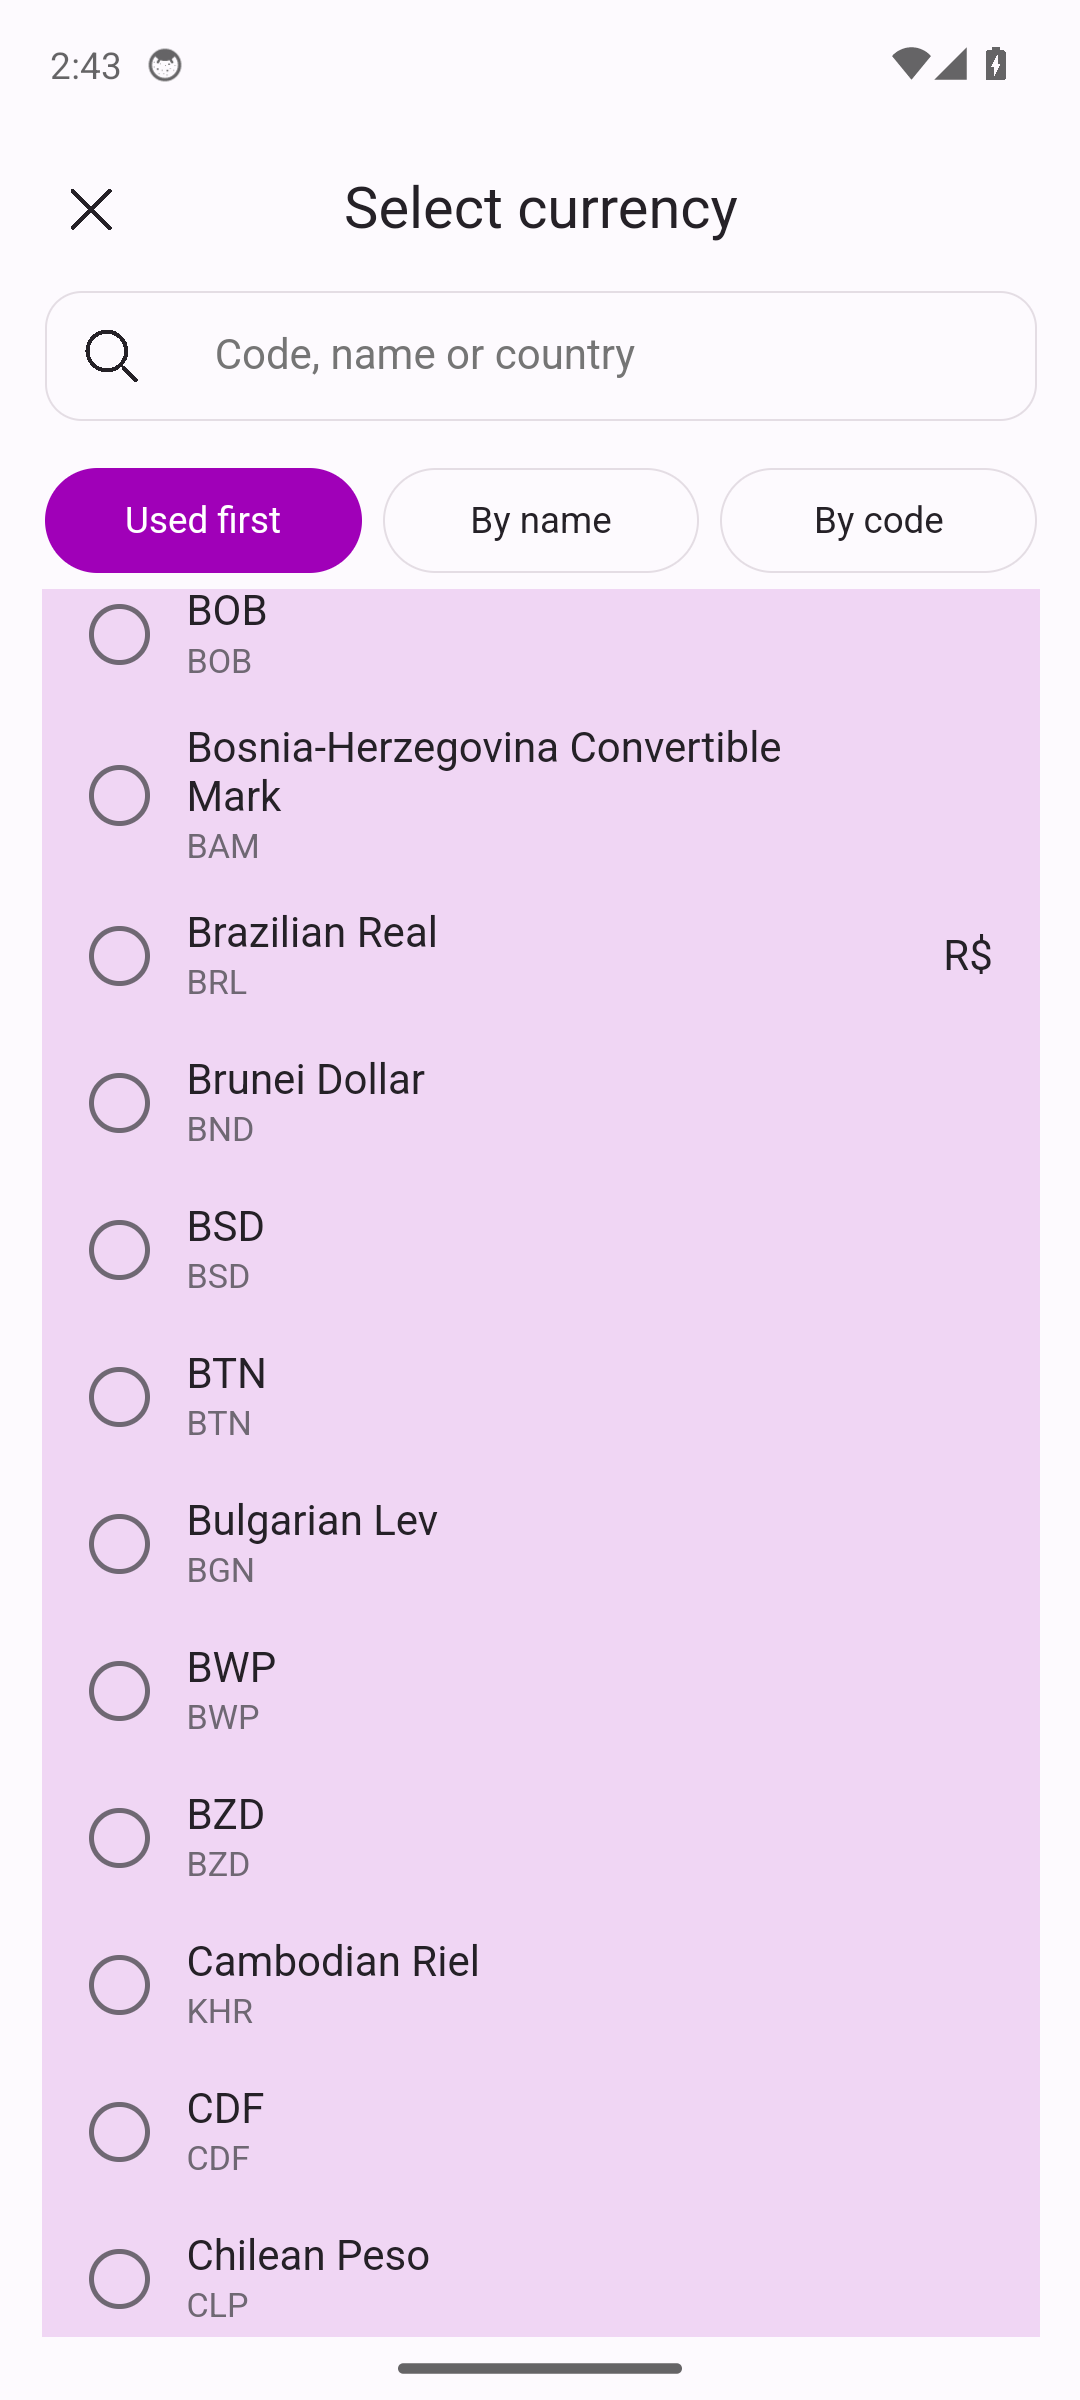 2:43
Select currency
Code, name or country
Used first
By name
By code
BOB
BOB
Bosnia-Herzegovina Convertible
Mark
BAM
Brazilian Real
BRL
R$
Brunei Dollar
BND
BSD
BSD
BTN
BTN
Bulgarian Lev
BGN
BWP
BWP
BZD
BZD
Cambodian Riel
KHR
CDF
CDF
Chilean Peso
CLP